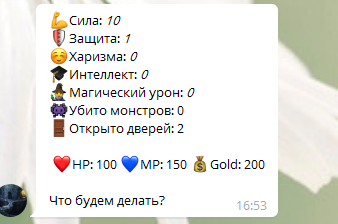 💪Сила: 10
🛡Защита: 1
☺️Харизма: 0
🎓Интеллект: 0
🧙‍♀️Магический урон: 0
👾Убито монстров: 0
🚪Открыто дверей: 2
❤️HP: 100 💙MP: 150 💰Gold: 200
Что будем делать?
16:53